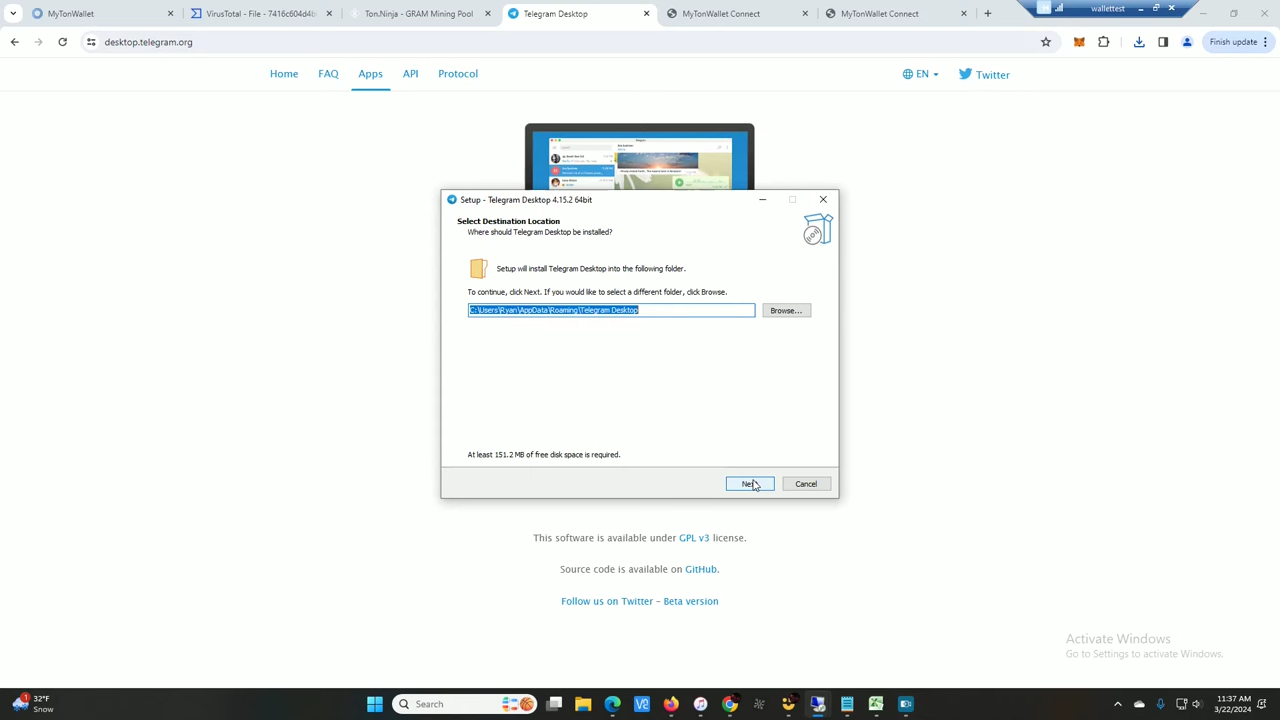 MyTonWallet
VirusTotal - File - 7416c604d4b
TonNinja - GRAM Mining Pool
Telegram Desktop
MyTonWallet Connect
MyTonWallet Connect
wallettest
desktop.telegram.org
Finish update
Home
FAQ
Apps
API
Protocol
EN
Twitter
Setup - Telegram Desktop 4.15.2 64bit
Select Destination Location
Where should Telegram Desktop be installed?
Setup will install Telegram Desktop into the following folder.
To continue, click Next. If you would like to select a different folder, click Browse.
C:\Users\Ryan\AppData\Roaming\Telegram Desktop
Browse...
At least 151.2 MB of free disk space is required.
Cancel
This software is available under GPL v3 license.
Source code is available on GitHub.
Follow us on Twitter - Beta version
Activate Windows
Go to Settings to activate Windows.
1
32°F
Snow
Search
11:37 AM
3/22/2024